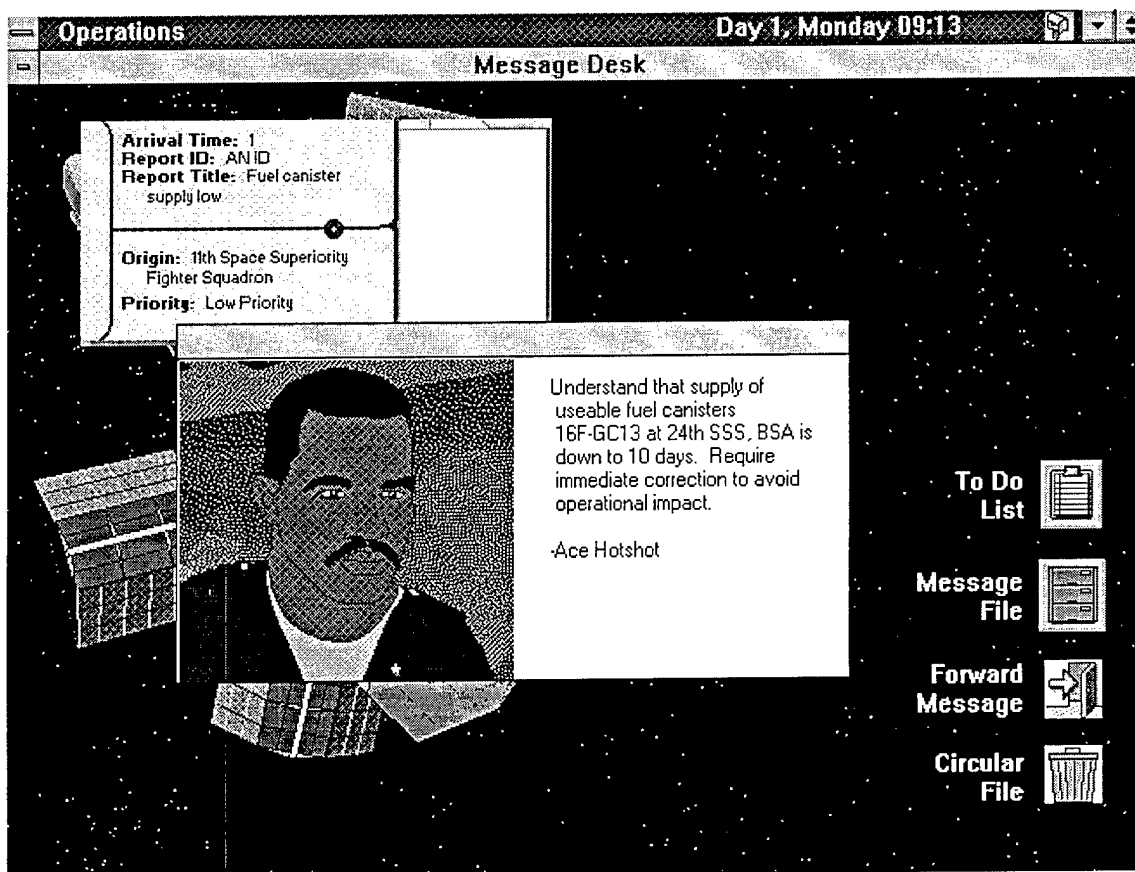 Operations
Day 1, Monday 09:13
Message Desk
Arrival Time: 1
Report ID: AN ID
Report Title: Fuel canister
supply low
Origin: 11th Space Superiority
Fighter Squadron
Priority: Low Priority
Understand that supply of
useable fuel canisters
16F-GC13 at 24th SSS, BSA is
down to 10 days. Require
immediate correction to avoid
operational impact.
-Ace Hotshot
To Do
List
Message
File
Forward
Message
Circular
File